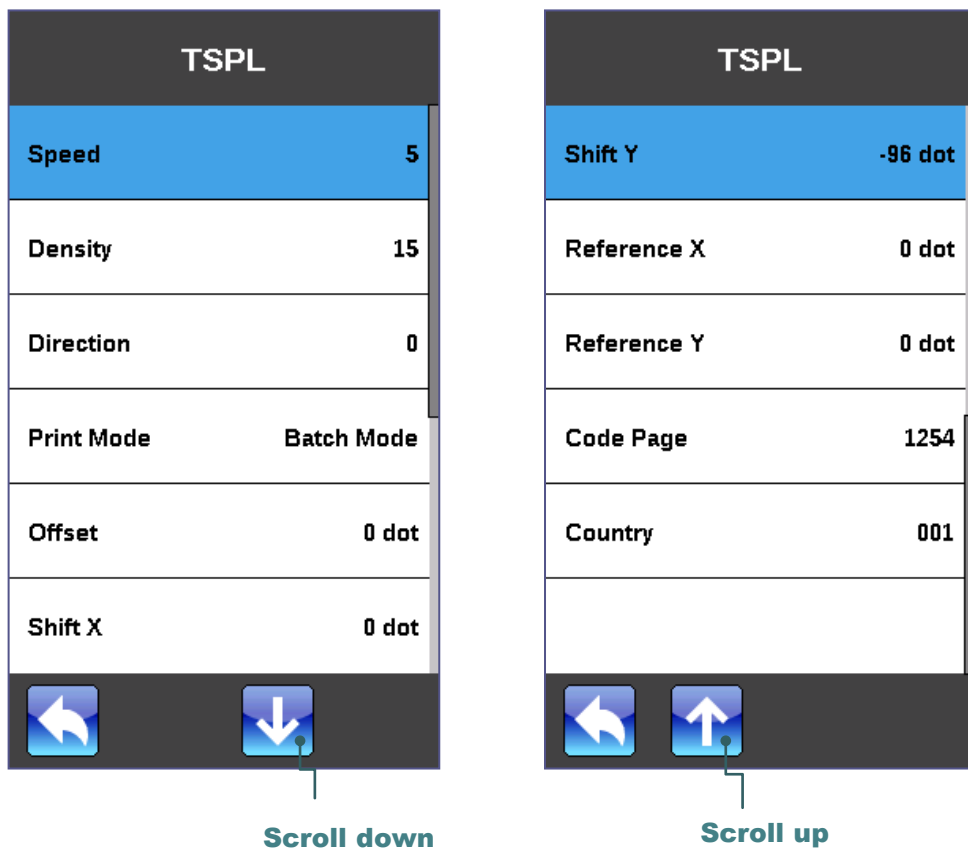 TSPL
Speed 5
Density 15
Direction 0
Print Mode Batch Mode
Offset 0 dot
Shift X 0 dot
Scroll down
TSPL
Shift Y -96 dot
Reference X 0 dot
Reference Y 0 dot
Code Page 1254
Country 001
Scroll up